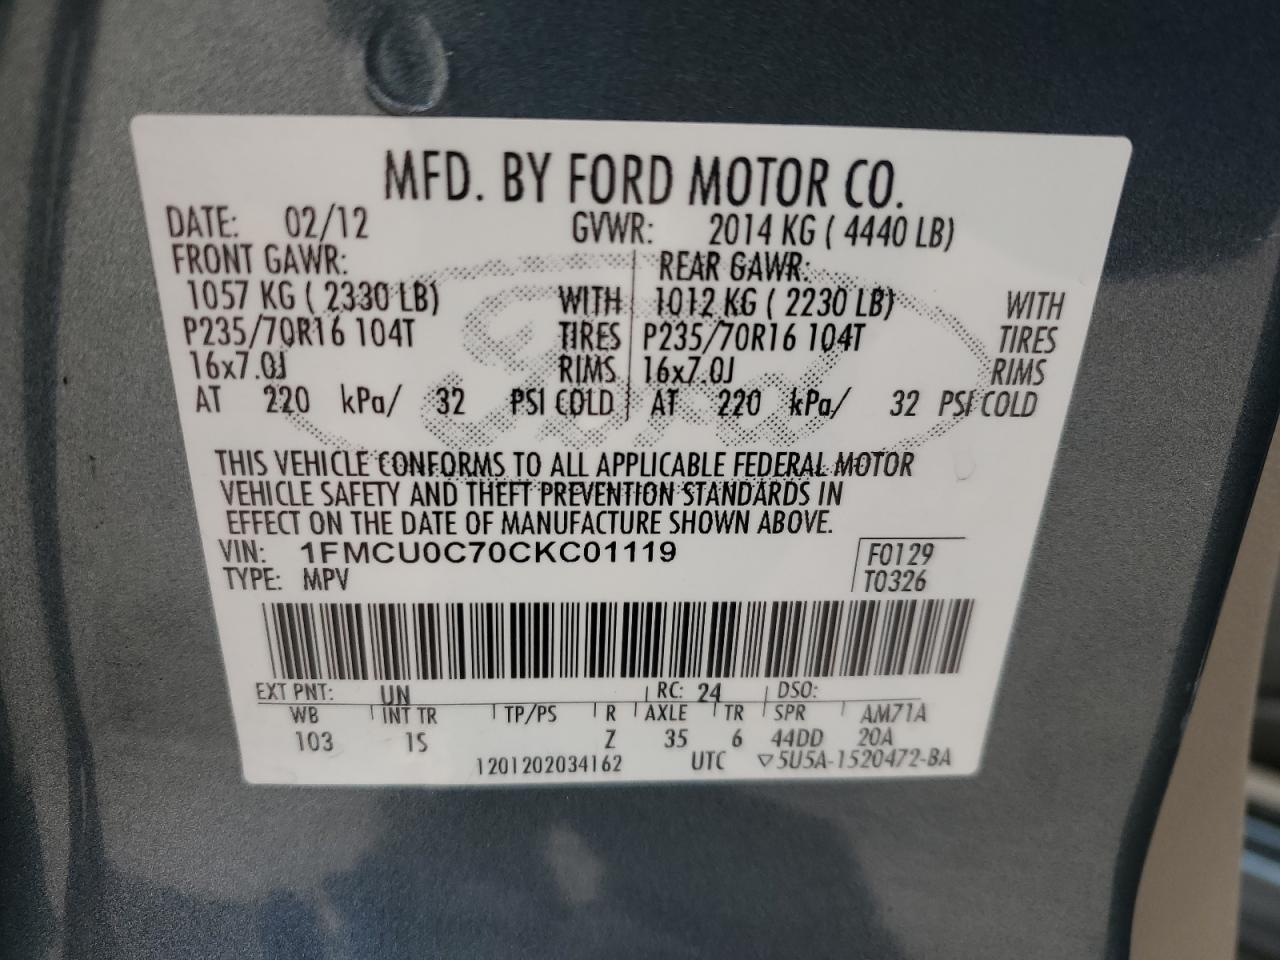 MFD. BY FORD MOTOR CO.
DATE: 02/12 GVWR: 2014 KG ( 4440 LB)
FRONT GAWR: REAR GAWR:
1057 KG ( 2330 LB) WITH 1012 KG ( 2230 LB) WITH
P235/70R16 104T TIRES P235/70R16 104T TIRES
16x7.0J RIMS 16x7.0J RIMS
AT 220 kPa/ 32 PSI COLD AT 220 kPa/ 32 PSI COLD
Ford
THIS VEHICLE CONFORMS TO ALL APPLICABLE FEDERAL MOTOR
VEHICLE SAFETY AND THEFT PREVENTION STANDARDS IN
EFFECT ON THE DATE OF MANUFACTURE SHOWN ABOVE.
VIN: 1FMCU0C70CKC01119 F0129
TYPE: MPV T0326
EXT PNT: UN RC: 24 DSO:
WB INT TR TP/PS R AXLE TR SPR AM71A
103 1S Z 35 6 44DD 20A
1201202034162 UTC ▽5U5A-1520472-BA